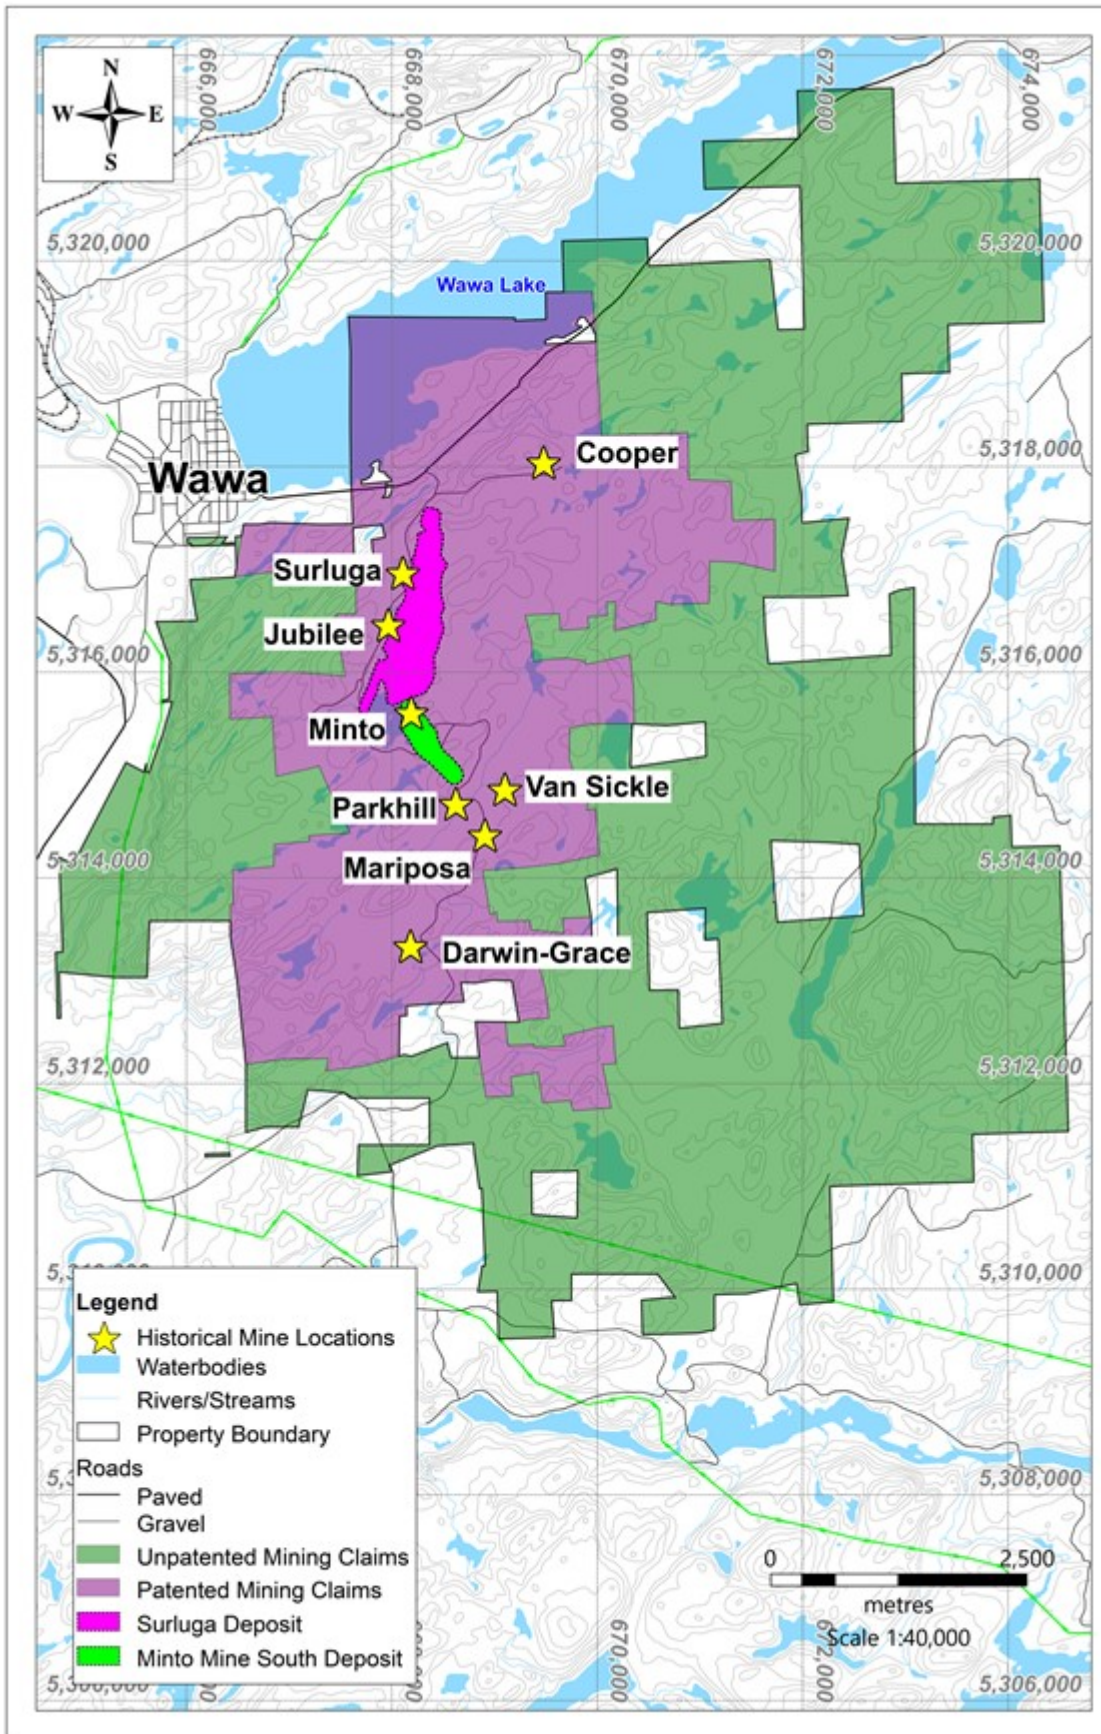 N
W E
S
666,000
668,000
670,000
672,000
674,000
5,320,000
5,320,000
Wawa Lake
5,318,000
Cooper
Wawa
Surluga
Jubilee
5,316,000
5,316,000
Minto
Van Sickle
Parkhill
5,314,000
5,314,000
Mariposa
Darwin-Grace
5,312,000
5,312,000
5,310,000
Legend
Historical Mine Locations
Waterbodies
Rivers/Streams
Property Boundary
Roads
Paved
Gravel
Unpatented Mining Claims
Patented Mining Claims
Surluga Deposit
Minto Mine South Deposit
5,308,000
0 2,500
metres
Scale 1:40,000
670,000
672,000
5,306,000